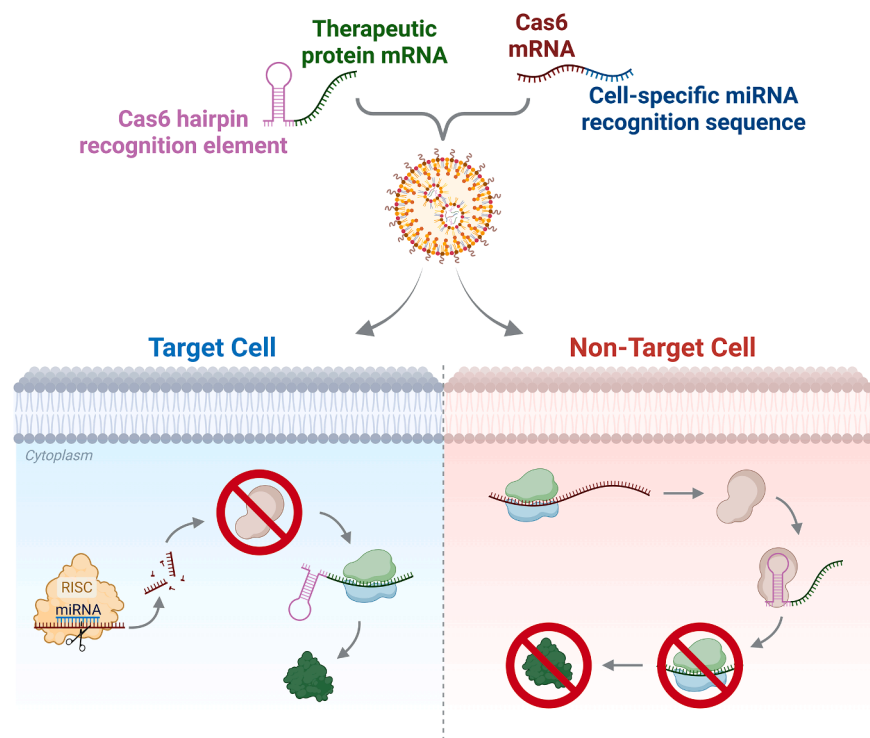 Therapeutic
protein mRNA
Cas6
mRNA
Cas6 hairpin
recognition element
Cell-specific miRNA
recognition sequence
Target Cell
Non-Target Cell
Cytoplasm
RISC
miRNA